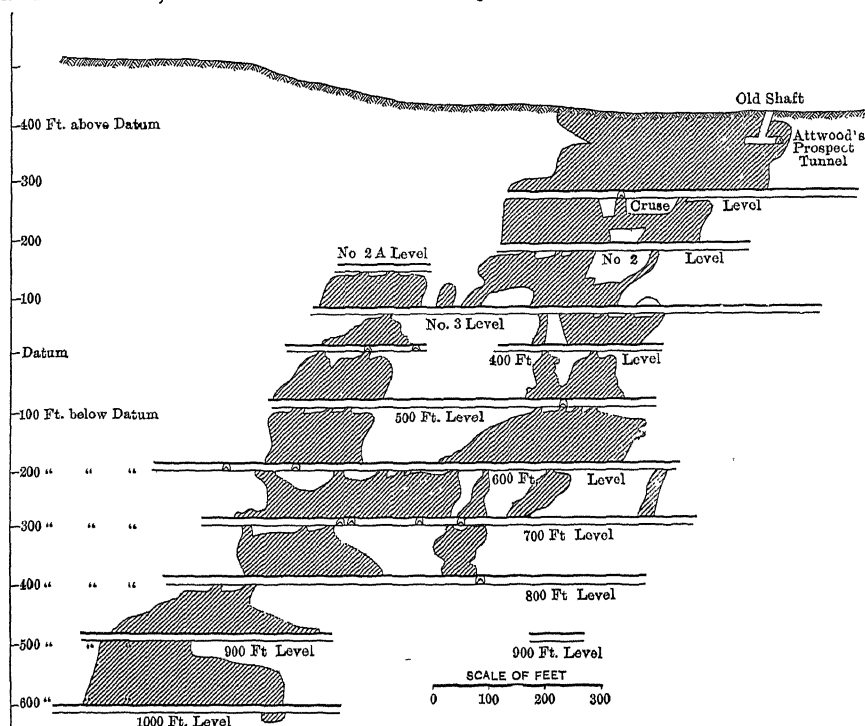 Old Shaft
400 Ft. above Datum
Attwood's
Prospect
Tunnel
300
Cruse Level
200
No 2 A Level
No 2 Level
100
No. 3 Level
Datum
400 Ft Level
100 Ft. below Datum
500 Ft. Level
200 “ “ “
600 Ft. Level
300 “ “ “
700 Ft Level
400 “ “ “
800 Ft Level
500 “ “ “
900 Ft Level
900 Ft. Level
SCALE OF FEET
0 100 200 300
600 “
1000 Ft. Level